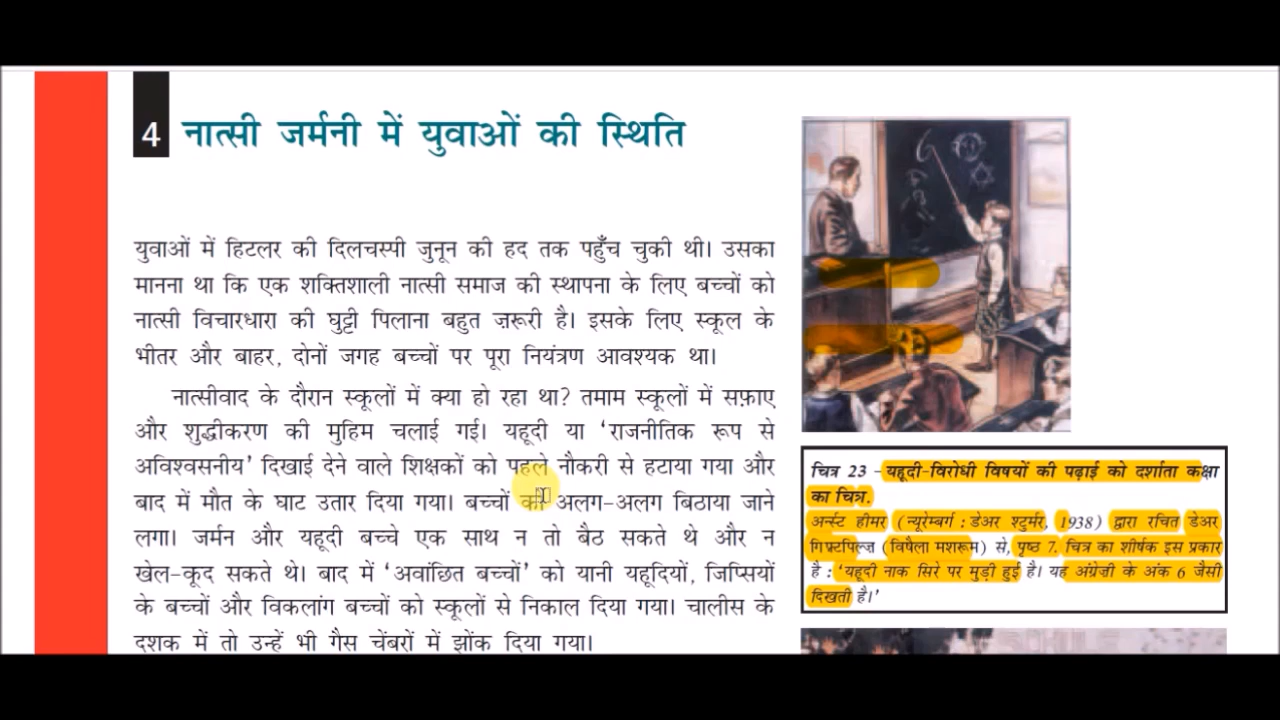 4 नात्सी जर्मनी में युवाओं की स्थिति
युवाओं में हिटलर की दिलचस्पी जुनून की हद तक पहुँच चुकी थी। उसका
मानना था कि एक शक्तिशाली नात्सी समाज की स्थापना के लिए बच्चों को
नात्सी विचारधारा की घुट्टी पिलाना बहुत ज़रूरी है। इसके लिए स्कूल के
भीतर और बाहर, दोनों जगह बच्चों पर पूरा नियंत्रण आवश्यक था।
नात्सीवाद के दौरान स्कूलों में क्या हो रहा था? तमाम स्कूलों में सफ़ाए
और शुद्धीकरण की मुहिम चलाई गई। यहूदी या ‘राजनीतिक रूप से
अविश्वसनीय’ दिखाई देने वाले शिक्षकों को पहले नौकरी से हटाया गया और
बाद में मौत के घाट उतार दिया गया। बच्चों को अलग-अलग बिठाया जाने
लगा। जर्मन और यहूदी बच्चे एक साथ न तो बैठ सकते थे और न
खेल-कूद सकते थे। बाद में ‘अवांछित बच्चों’ को यानी यहूदियों, जिप्सियों
के बच्चों और विकलांग बच्चों को स्कूलों से निकाल दिया गया। चालीस के
दशक में तो उन्हें भी गैस चेंबरों में झोंक दिया गया।
चित्र 23 -यहूदी-विरोधी विषयों की पढ़ाई को दर्शाता कक्षा
का चित्र.
अर्न्स्ट हीमर (न्यूरेम्बर्ग : डेअर श्टुर्मर, 1938) द्वारा रचित डेअर
गिफ़्टपिल्ज़ (विषैला मशरूम) से, पृष्ठ 7. चित्र का शीर्षक इस प्रकार
है : ‘यहूदी नाक सिरे पर मुड़ी हुई है। यह अंग्रेज़ी के अंक 6 जैसी
दिखती है।’